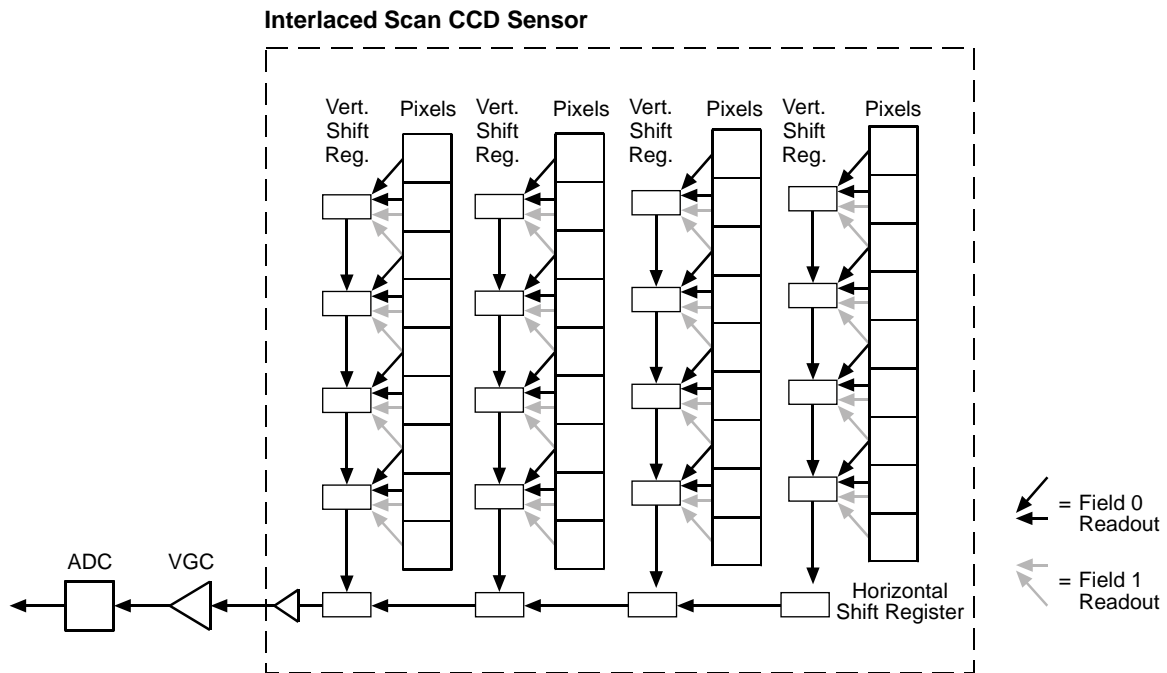 Interlaced Scan CCD Sensor
Vert.
Shift
Reg.
Pixels
Vert.
Shift
Reg.
Pixels
Vert.
Shift
Reg.
Pixels
Vert.
Shift
Reg.
Pixels
= Field 0
Readout
= Field 1
Readout
ADC
VGC
Horizontal
Shift Register